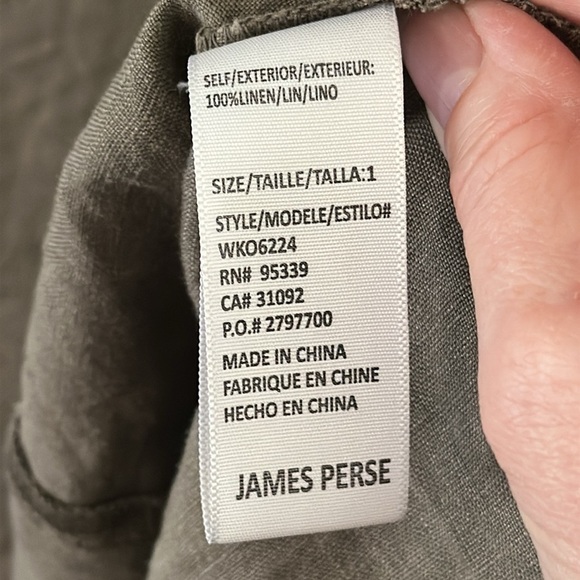 SELF/EXTERIOR/EXTERIEUR:
100%LINEN/LIN/LINO
SIZE/TAILLE/TALLA:1
STYLE/MODELE/ESTILO#
WKO6224
RN# 95339
CA# 31092
P.O.# 2797700
MADE IN CHINA
FABRIQUE EN CHINE
HECHO EN CHINA
JAMES PERSE